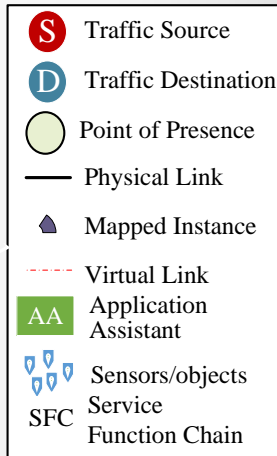 S Traffic Source
D Traffic Destination
Point of Presence
Physical Link
Mapped Instance
Virtual Link
AA Application
Assistant
Sensors/objects
SFC Service
Function Chain